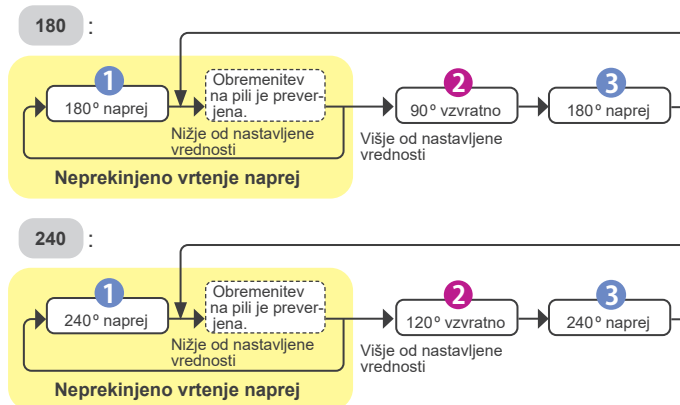 180 :
1
180° naprej
Obremenitev
na pili je prever-
jena.
2
90° vzvratno
3
180° naprej
Nižje od nastavljene
vrednosti
Višje od nastavljene
vrednosti
Neprekinjeno vrtenje naprej
240 :
1
240° naprej
Obremenitev
na pili je prever-
jena.
2
120° vzvratno
3
240° naprej
Nižje od nastavljene
vrednosti
Višje od nastavljene
vrednosti
Neprekinjeno vrtenje naprej